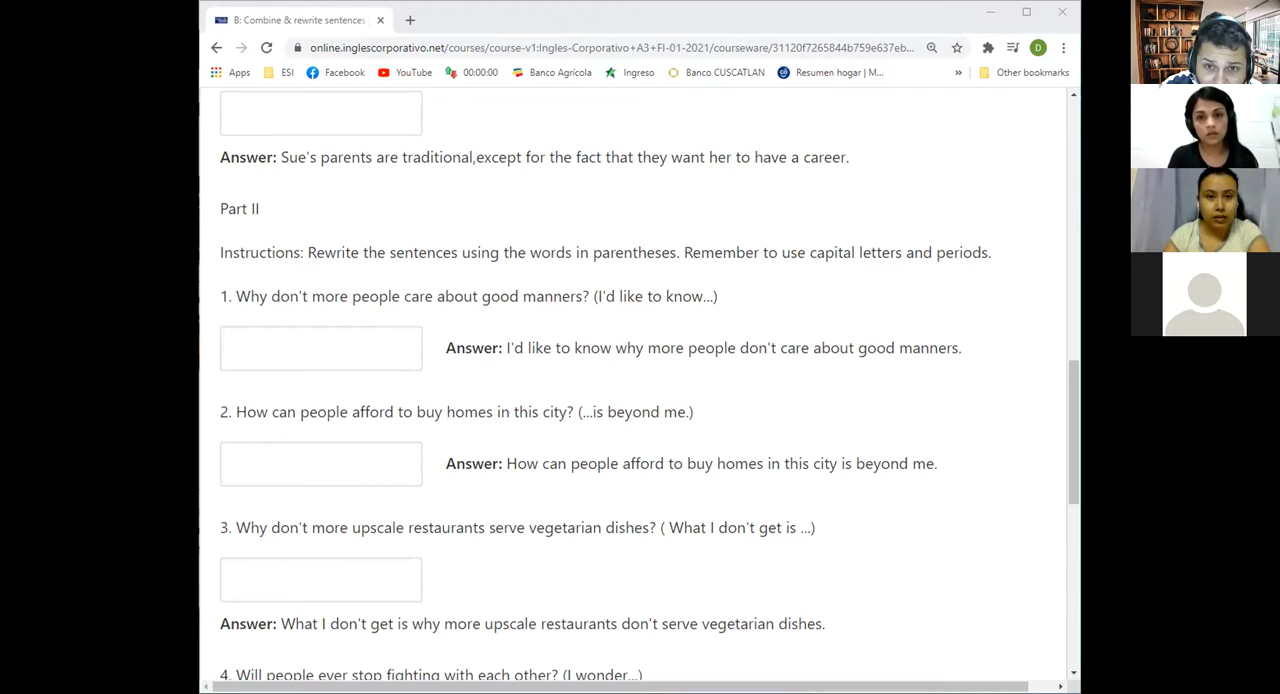 B: Combine & rewrite sentences
online.inglescorporativo.net/courses/course-v1:Ingles-Corporativo+A3+FI-01-2021/courseware/31120f7265844b759e637eb...
D
Apps ESI Facebook YouTube 00:00:00 Banco Agrícola Ingreso Banco CUSCATLAN Resumen hogar | M... » Other bookmarks
Answer: Sue's parents are traditional,except for the fact that they want her to have a career.
Part II
Instructions: Rewrite the sentences using the words in parentheses. Remember to use capital letters and periods.
1. Why don't more people care about good manners? (I'd like to know...)
Answer: I'd like to know why more people don't care about good manners.
2. How can people afford to buy homes in this city? (...is beyond me.)
Answer: How can people afford to buy homes in this city is beyond me.
3. Why don't more upscale restaurants serve vegetarian dishes? ( What I don't get is ...)
Answer: What I don't get is why more upscale restaurants don't serve vegetarian dishes.
4. Will people ever stop fighting with each other? (I wonder...)